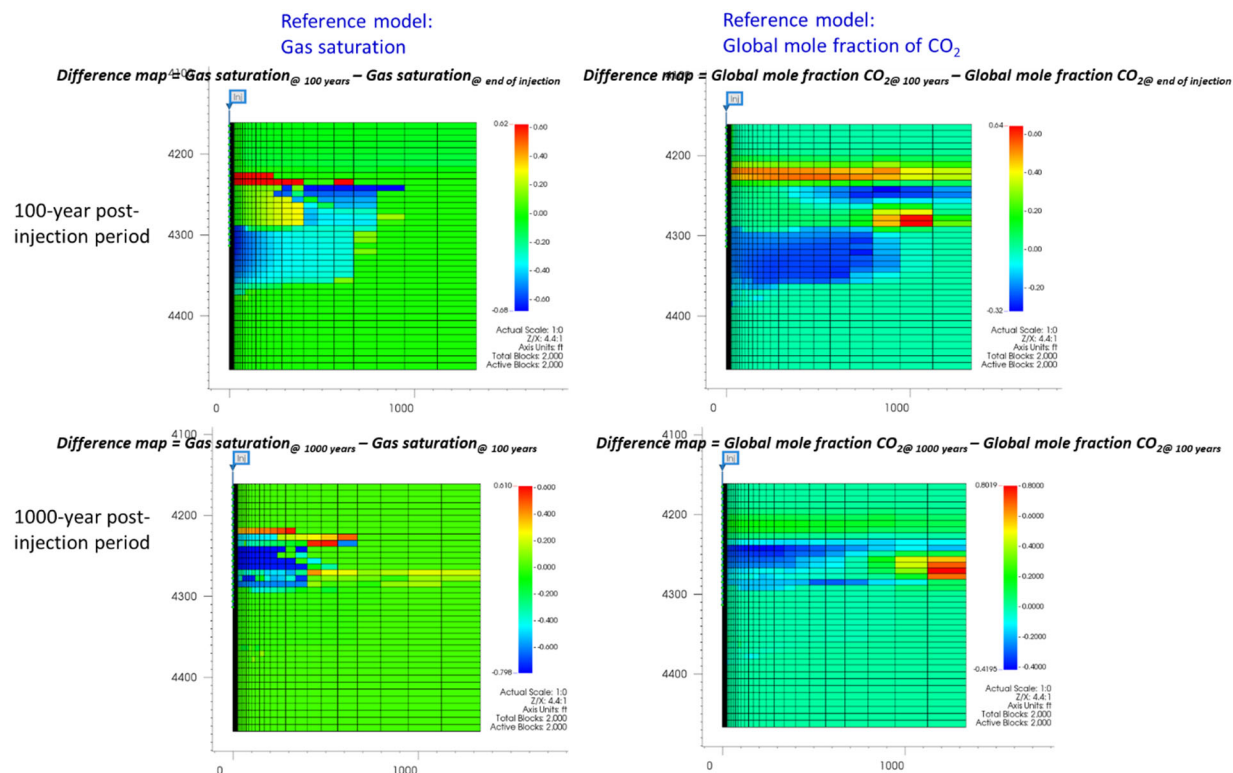 Reference model:
Gas saturation
Reference model:
Global mole fraction of CO2
Difference map = Gas saturation@ 100 years – Gas saturation@ end of injection
Difference map = Global mole fraction CO2@ 100 years – Global mole fraction CO2@ end of injection
100-year post-
injection period
4100
Inj
4200
4300
4400
0
1000
0.62
0.60
0.40
0.20
0.00
-0.20
-0.40
-0.60
Actual Scale: 1:0
Z/X: 4.4:1
Axis Units: ft
Total Blocks: 2,000
Active Blocks: 2,000
4100
Inj
4200
4300
4400
0
1000
0.64
0.60
0.40
0.20
0.00
-0.20
-0.32
Actual Scale: 1:0
Z/X: 4.4:1
Axis Units: ft
Total Blocks: 2,000
Active Blocks: 2,000
Difference map = Gas saturation@ 1000 years – Gas saturation@ 100 years
Difference map = Global mole fraction CO2@ 1000 years – Global mole fraction CO2@ 100 years
1000-year post-
injection period
4100
Inj
4200
4300
4400
0
1000
0.610
0.600
0.400
0.200
0.000
-0.200
-0.400
-0.600
-0.798
Actual Scale: 1:0
Z/X: 4.4:1
Axis Units: ft
Total Blocks: 2,000
Active Blocks: 2,000
4100
Inj
4200
4300
4400
0
1000
0.8019
0.8000
0.6000
0.4000
0.2000
0.0000
-0.2000
-0.4000
-0.4195
Actual Scale: 1:0
Z/X: 4.4:1
Axis Units: ft
Total Blocks: 2,000
Active Blocks: 2,000